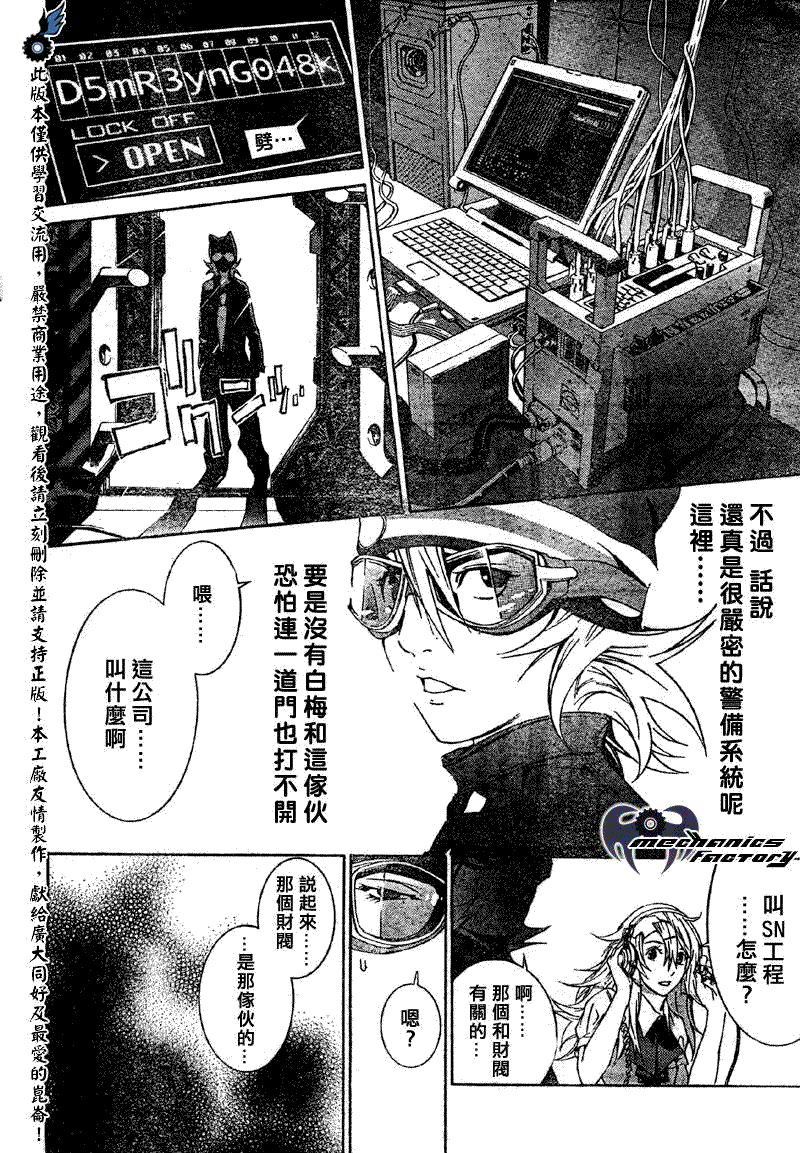 01 02 03 04 05 06 07 08 09 10 11 12
D5mR3ynG048k
LOCK OFF
> OPEN
劈…
ゴウンンン
不過 話說
還真是很嚴密的警備系統呢
這裡……
要是沒有白梅和這傢伙
恐怕連一道門也打不開
喂
……
這公司……
叫什麼啊
叫SN工程
……怎麼？
啊……
那個和財閥
有關的…
嗯？
說起來……
那個財閥
…是那傢伙的…
mechanics
Factory
此版本僅供學習交流用，嚴禁商業用途，觀看後請立刻刪除並請支持正版！本工廠友情製作，獻給廣大同好及最愛的崑崙！